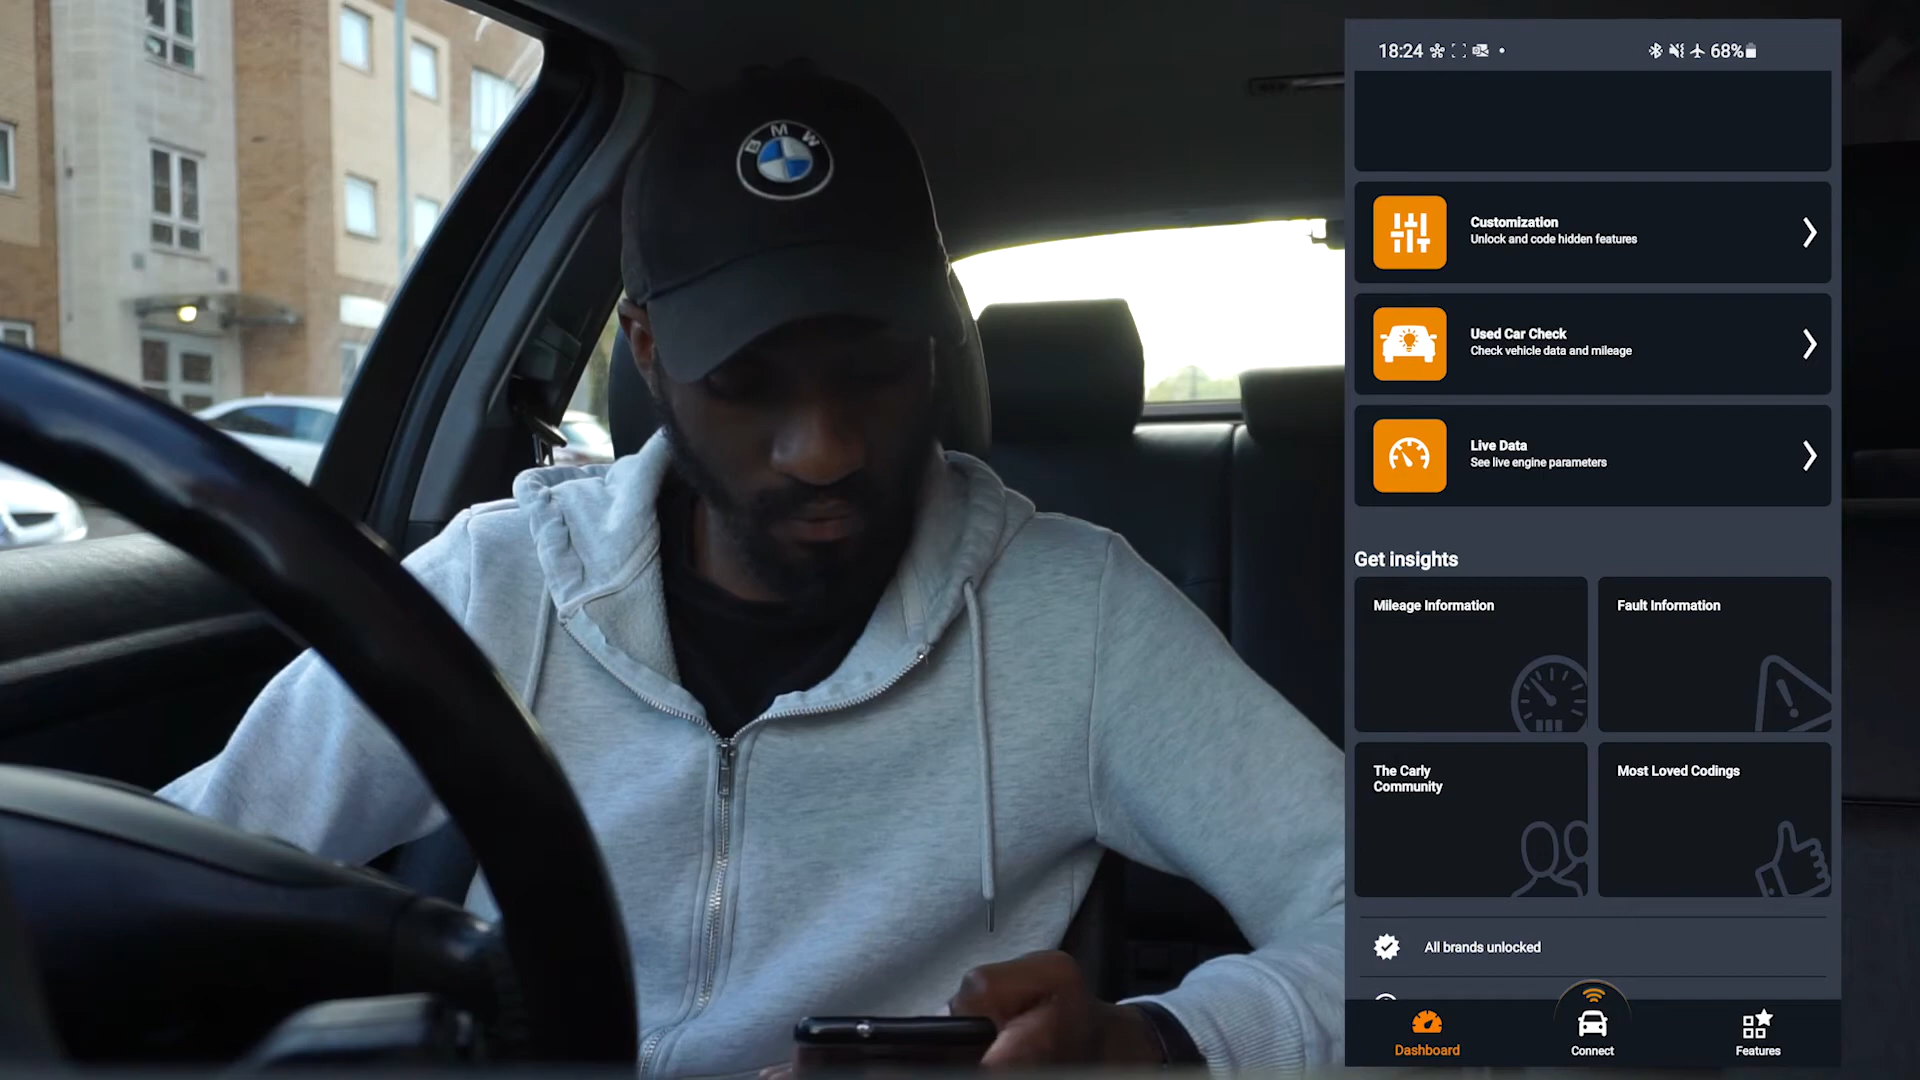 BMW
18:24
68%
Customization
Unlock and code hidden features
Used Car Check
Check vehicle data and mileage
Live Data
See live engine parameters
Get insights
Mileage Information
Fault Information
The Carly
Community
Most Loved Codings
All brands unlocked
Dashboard
Connect
Features